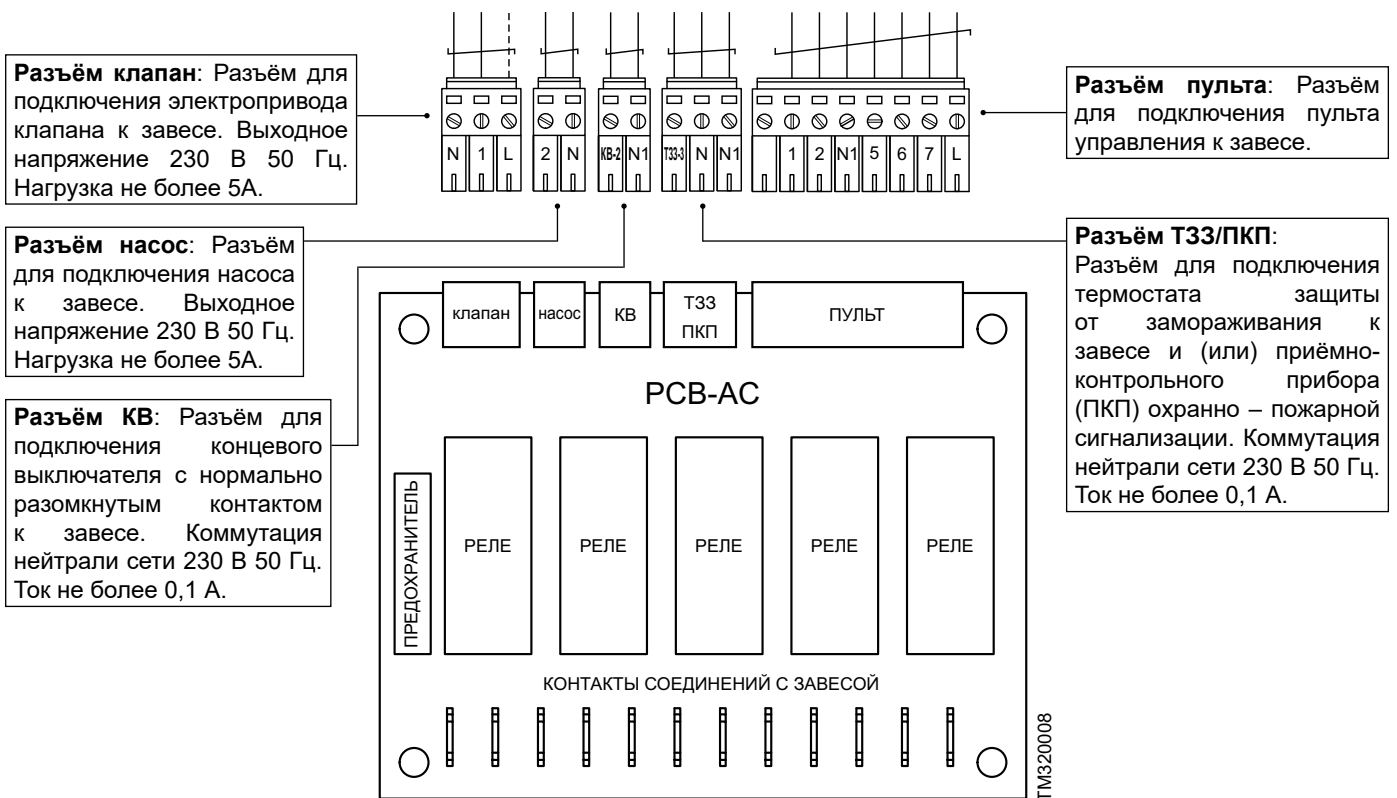 Разъём клапан: Разъём для
подключения электропривода
клапана к завесе. Выходное
напряжение 230 В 50 Гц.
Нагрузка не более 5А.
Разъём насос: Разъём
для подключения насоса
к завесе. Выходное
напряжение 230 В 50 Гц.
Нагрузка не более 5А.
Разъём КВ: Разъём для
подключения концевого
выключателя с нормально
разомкнутым контактом
к завесе. Коммутация
нейтрали сети 230 В 50 Гц.
Ток не более 0,1 А.
N 1 L
2 N
КВ-2 N1
ТЗЗ-3 N N1
1 2 N1 5 6 7 L
Разъём пульта: Разъём
для подключения пульта
управления к завесе.
Разъём ТЗЗ/ПКП:
Разъём для подключения
термостата защиты
от замораживания к
завесе и (или) приёмно-
контрольного прибора
(ПКП) охранно – пожарной
сигнализации. Коммутация
нейтрали сети 230 В 50 Гц.
Ток не более 0,1 А.
клапан
насос
КВ
ТЗЗ
ПКП
ПУЛЬТ
PCB-AC
ПРЕДОХРАНИТЕЛЬ
РЕЛЕ РЕЛЕ РЕЛЕ РЕЛЕ РЕЛЕ
КОНТАКТЫ СОЕДИНЕНИЙ С ЗАВЕСОЙ
TM320008